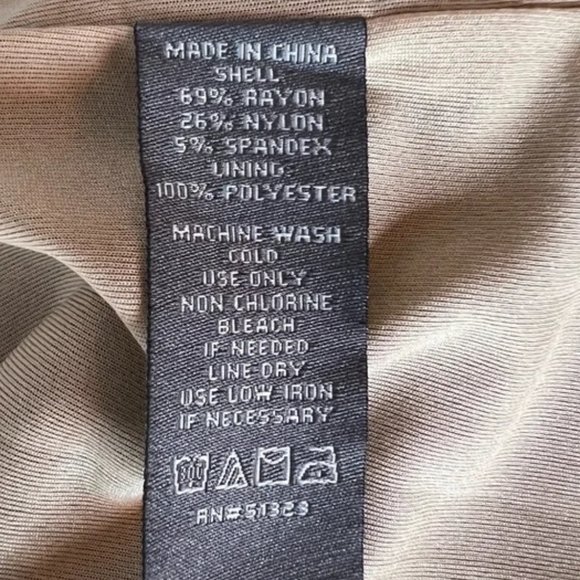 MADE IN CHINA
SHELL:
69% RAYON
26% NYLON
5% SPANDEX
LINING:
100% POLYESTER
MACHINE WASH
COLD
USE ONLY
NON CHLORINE
BLEACH
IF NEEDED
LINE-DRY
USE LOW IRON
IF NECESSARY
RN#51323